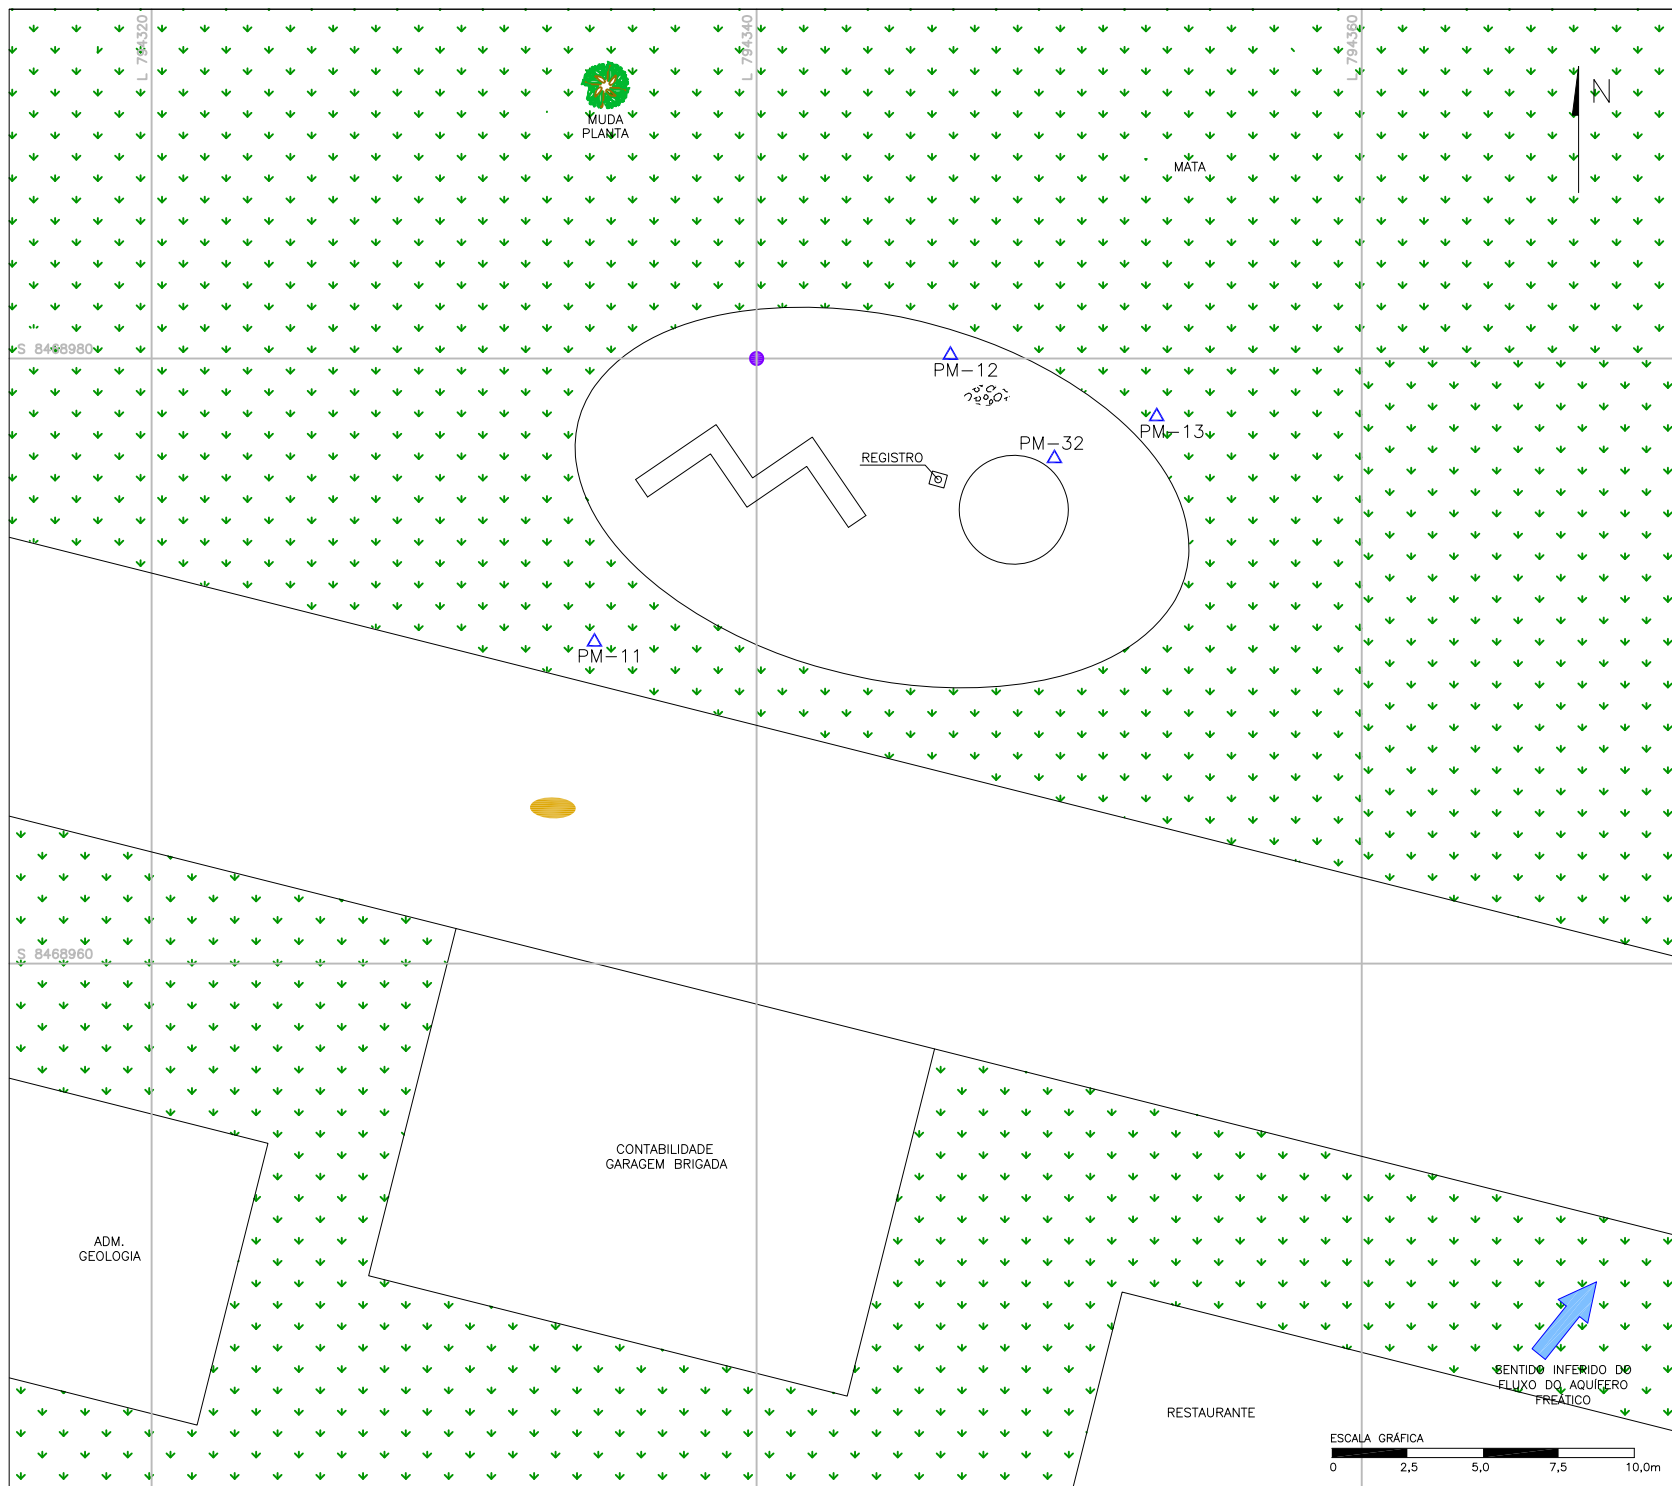 L 794320
L 794340
L 794360
N
MUDA
PLANTA
MATA
S 8468980
PM-12
PM-13
PM-32
REGISTRO
PM-11
S 8468960
CONTABILIDADE
GARAGEM BRIGADA
ADM.
GEOLOGIA
SENTIDO INFERIDO DO
FLUXO DO AQUÍFERO
FREÁTICO
RESTAURANTE
ESCALA GRÁFICA
0 2,5 5,0 7,5 10,0m